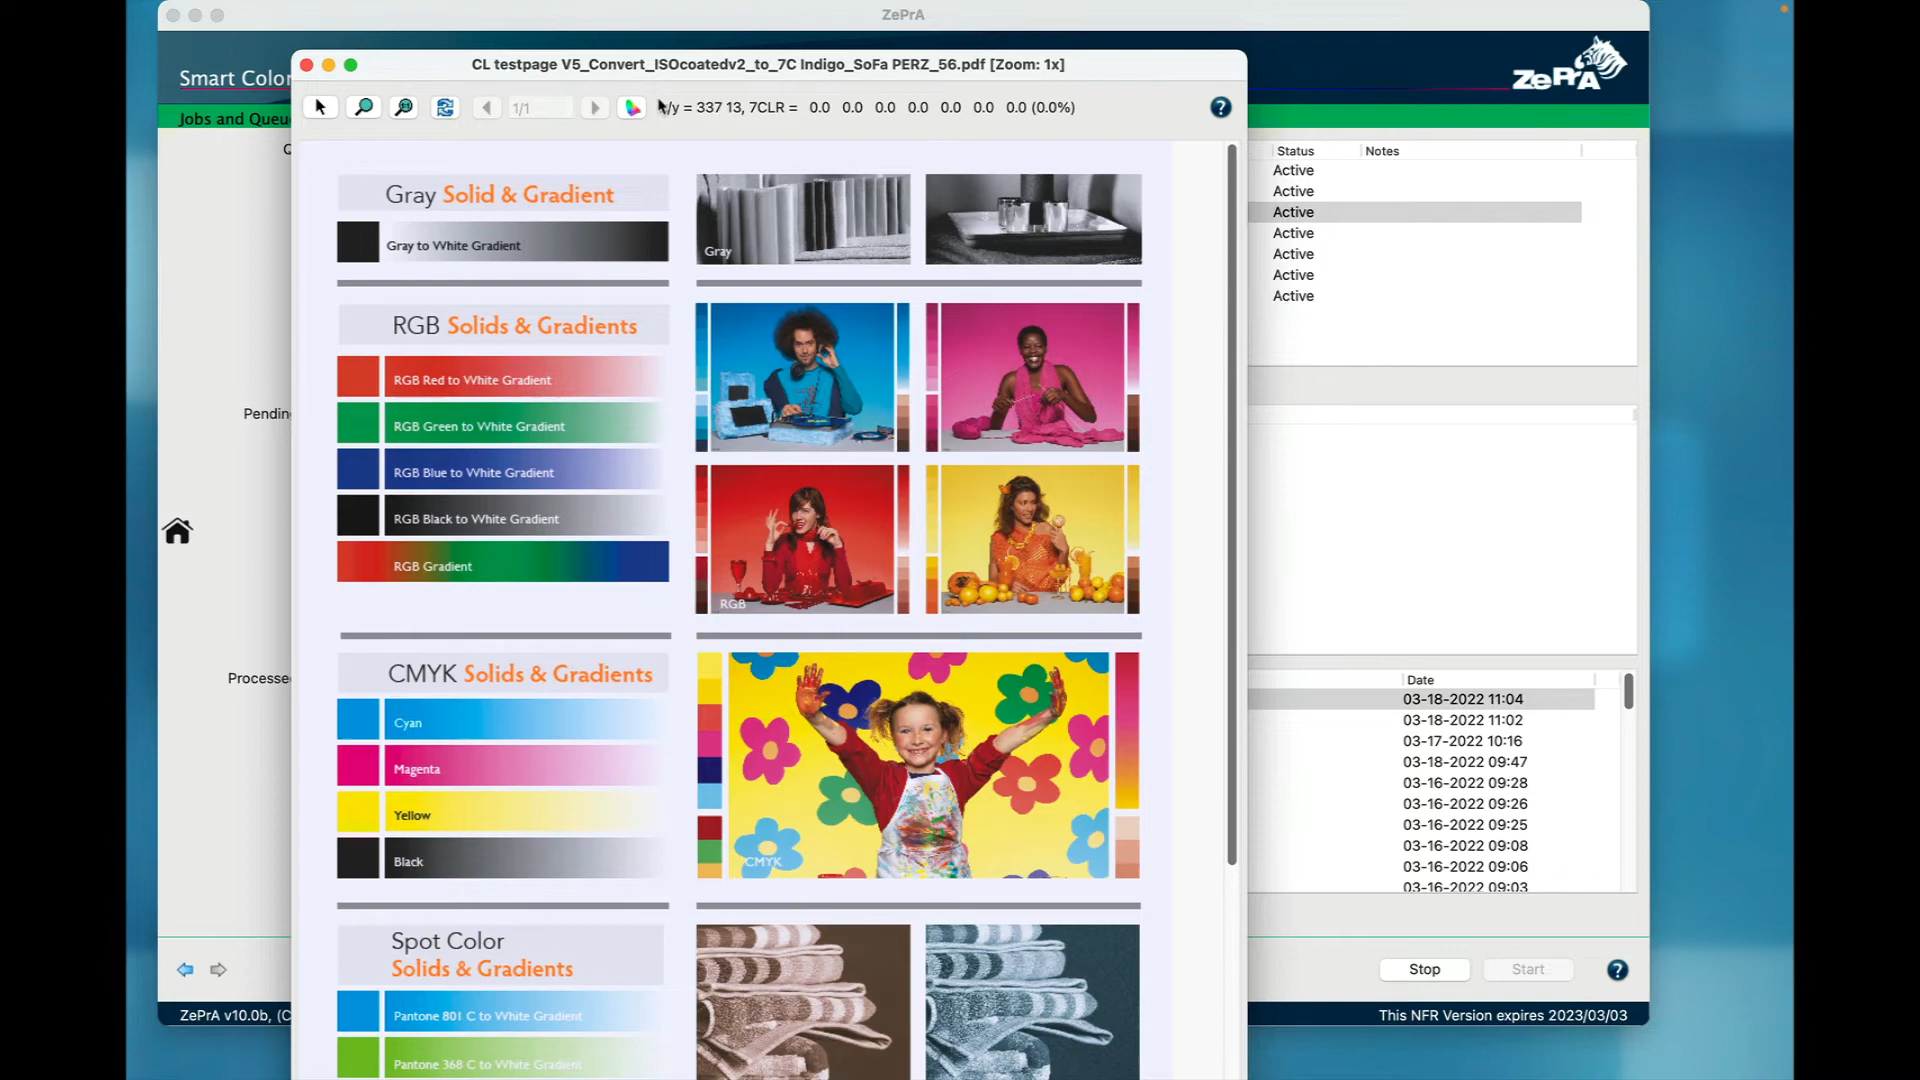 ZePrA
Smart Color
ZePrA
CL testpage V5_Convert_ISOcoatedv2_to_7C Indigo_SoFa PERZ_56.pdf [Zoom: 1x]
Jobs and Queu
1/1
/y = 337 13, 7CLR = 0.0 0.0 0.0 0.0 0.0 0.0 0.0 (0.0%)
?
Status Notes
Active
Active
Active
Active
Active
Active
Active
Gray Solid & Gradient
Gray to White Gradient
Gray
RGB Solids & Gradients
RGB Red to White Gradient
RGB Green to White Gradient
RGB Blue to White Gradient
RGB Black to White Gradient
RGB Gradient
RGB
Pendin
CMYK Solids & Gradients
Cyan
Magenta
Yellow
Black
CMYK
Processe
Date
03-18-2022 11:04
03-18-2022 11:02
03-17-2022 10:16
03-18-2022 09:47
03-16-2022 09:28
03-16-2022 09:26
03-16-2022 09:25
03-16-2022 09:08
03-16-2022 09:06
03-16-2022 09:03
Spot Color
Solids & Gradients
Pantone 801 C to White Gradient
Pantone 368 C to White Gradient
Stop Start ?
ZePrA v10.0b, (C
This NFR Version expires 2023/03/03